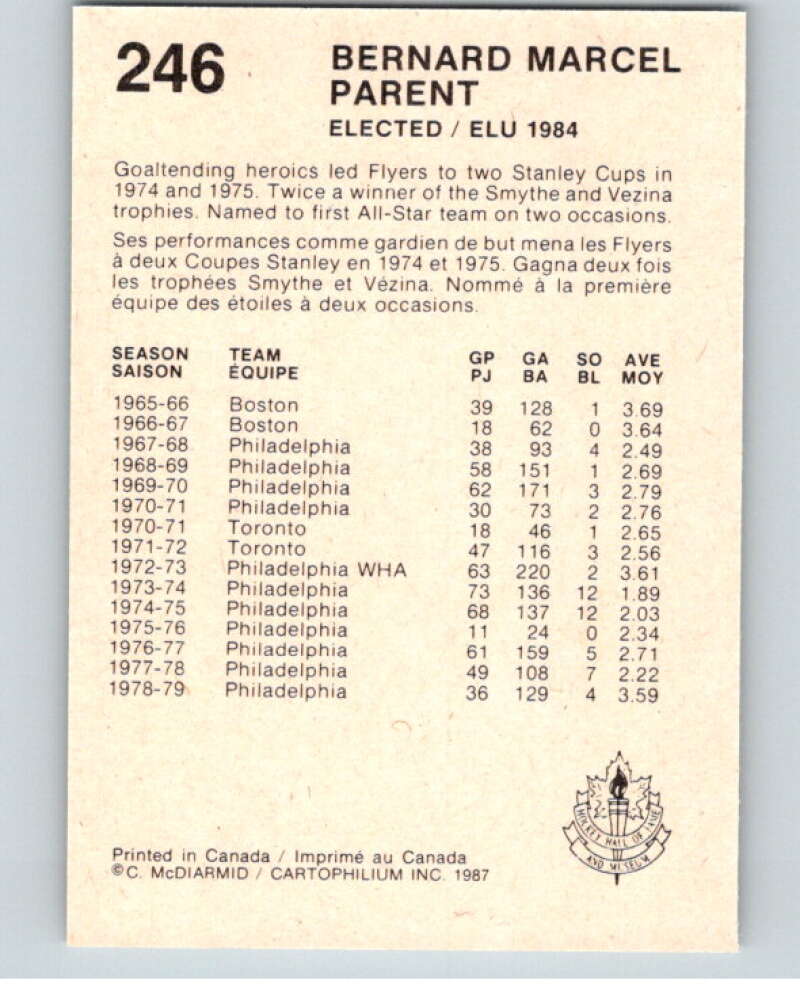 246
BERNARD MARCEL
PARENT
ELECTED / ELU 1984
Goaltending heroics led Flyers to two Stanley Cups in
1974 and 1975. Twice a winner of the Smythe and Vezina
trophies. Named to first All-Star team on two occasions.
Ses performances comme gardien de but mena les Flyers
à deux Coupes Stanley en 1974 et 1975. Gagna deux fois
les trophées Smythe et Vézina. Nommé à la première
équipe des étoiles à deux occasions.
SEASON TEAM GP GA SO AVE
SAISON ÉQUIPE PJ BA BL MOY
1965-66 Boston 39 128 1 3.69
1966-67 Boston 18 62 0 3.64
1967-68 Philadelphia 38 93 4 2.49
1968-69 Philadelphia 58 151 1 2.69
1969-70 Philadelphia 62 171 3 2.79
1970-71 Philadelphia 30 73 2 2.76
1970-71 Toronto 18 46 1 2.65
1971-72 Toronto 47 116 3 2.56
1972-73 Philadelphia WHA 63 220 2 3.61
1973-74 Philadelphia 73 136 12 1.89
1974-75 Philadelphia 68 137 12 2.03
1975-76 Philadelphia 11 24 0 2.34
1976-77 Philadelphia 61 159 5 2.71
1977-78 Philadelphia 49 108 7 2.22
1978-79 Philadelphia 36 129 4 3.59
HOCKEY HALL OF FAME
AND MUSEUM
Printed in Canada / Imprimé au Canada
©C. McDIARMID / CARTOPHILIUM INC. 1987